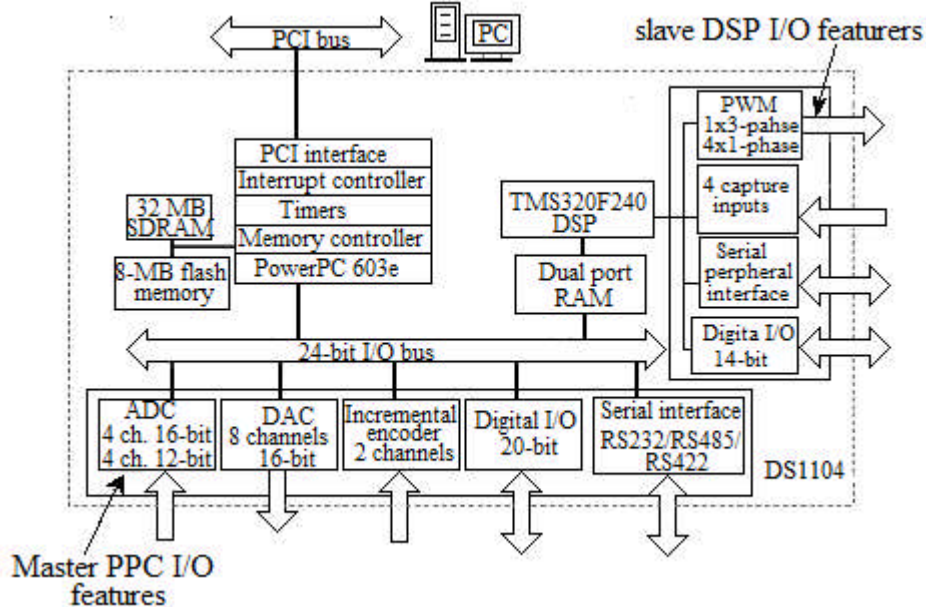 PCI bus
PC
slave DSP I/O featurers
PWM
1x3-pahse
4x1-phase
PCI interface
Interrupt controller
Timers
Memory controller
PowerPC 603e
32 MB
SDRAM
8-MB flash
memory
TMS320F240
DSP
Dual port
RAM
4 capture
inputs
Serial
perpheral
interface
Digita I/O
14-bit
24-bit I/O bus
ADC
4 ch. 16-bit
4 ch. 12-bit
DAC
8 channels
16-bit
Incremental
encoder
2 channels
Digital I/O
20-bit
Serial interface
RS232/RS485/
RS422
DS1104
Master PPC I/O
features